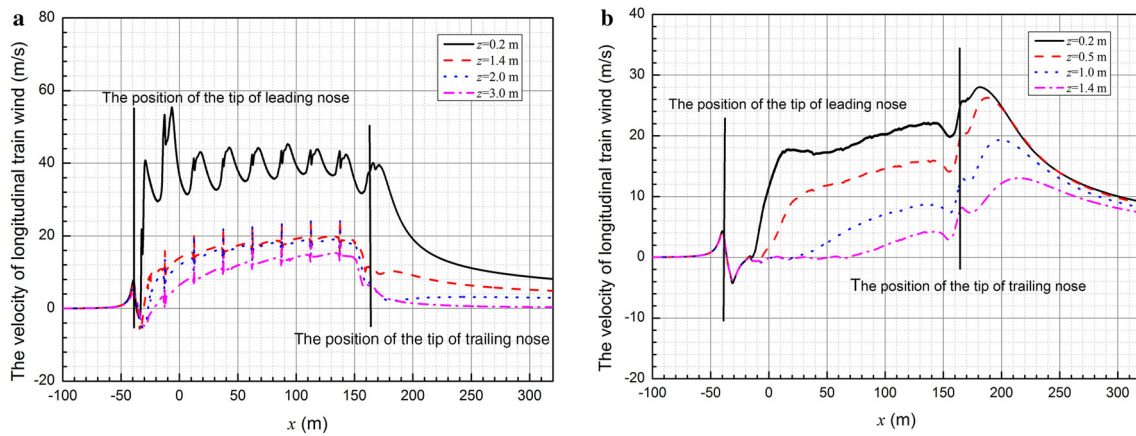 a
The velocity of longitudinal train wind (m/s)
80
60
40
20
0
-20
z=0.2 m
z=1.4 m
z=2.0 m
z=3.0 m
The position of the tip of leading nose
The position of the tip of trailing nose
-100 -50 0 50 100 150 200 250 300
x (m)
b
The velocity of longitudinal train wind (m/s)
40
30
20
10
0
-10
-20
z=0.2 m
z=0.5 m
z=1.0 m
z=1.4 m
The position of the tip of leading nose
The position of the tip of trailing nose
-100 -50 0 50 100 150 200 250 300
x (m)